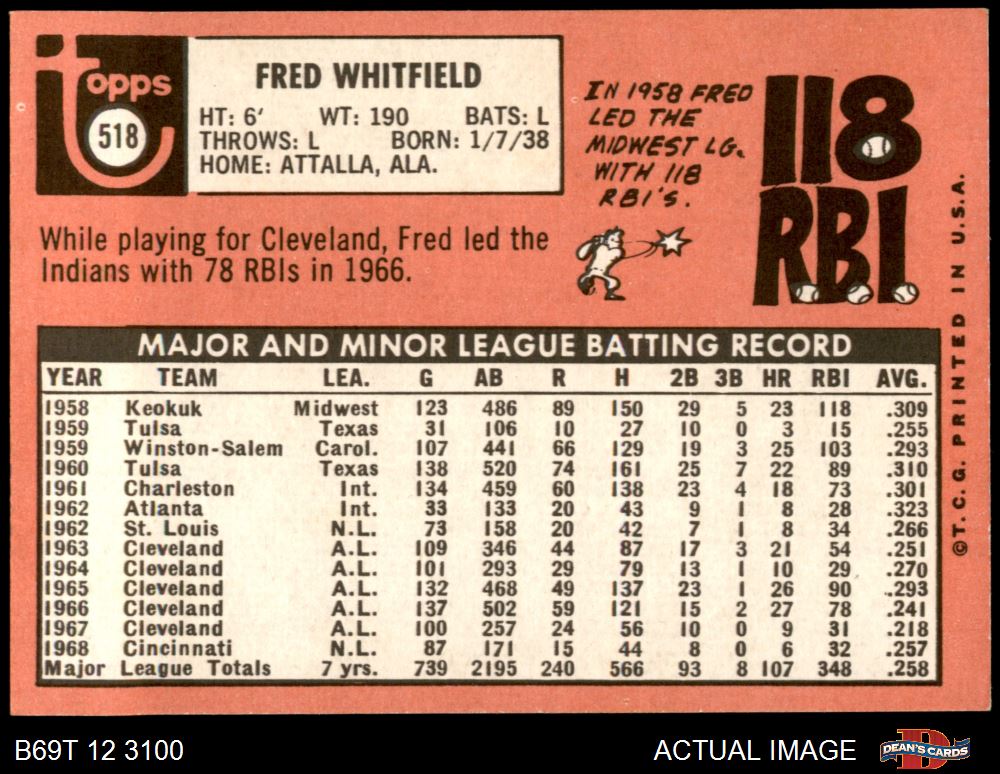 topps
518
FRED WHITFIELD
HT: 6' WT: 190 BATS: L
THROWS: L BORN: 1/7/38
HOME: ATTALLA, ALA.
IN 1958 FRED
LED THE
MIDWEST LG.
WITH 118
RBI'S.
118
RBI.
While playing for Cleveland, Fred led the
Indians with 78 RBIs in 1966.
MAJOR AND MINOR LEAGUE BATTING RECORD
YEAR TEAM LEA. G AB R H 2B 3B HR RBI AVG.
1958 Keokuk Midwest 123 486 89 150 29 5 23 118 .309
1959 Tulsa Texas 31 106 10 27 10 0 3 15 .255
1959 Winston-Salem Carol. 107 441 66 129 19 3 25 103 .293
1960 Tulsa Texas 138 520 74 161 25 7 22 89 .310
1961 Charleston Int. 134 459 60 138 23 4 18 73 .301
1962 Atlanta Int. 33 133 20 43 9 1 8 28 .323
1962 St. Louis N.L. 73 158 20 42 7 1 8 34 .266
1963 Cleveland A.L. 109 346 44 87 17 3 21 54 .251
1964 Cleveland A.L. 101 293 29 79 13 1 10 29 .270
1965 Cleveland A.L. 132 468 49 137 23 1 26 90 .293
1966 Cleveland A.L. 137 502 59 121 15 2 27 78 .241
1967 Cleveland A.L. 100 257 24 56 10 0 9 31 .218
1968 Cincinnati N.L. 87 171 15 44 8 0 6 32 .257
Major League Totals 7 yrs. 739 2195 240 566 93 8 107 348 .258
©T.C.G. PRINTED IN U.S.A.
B69T 12 3100
ACTUAL IMAGE
DEAN'S CARDS